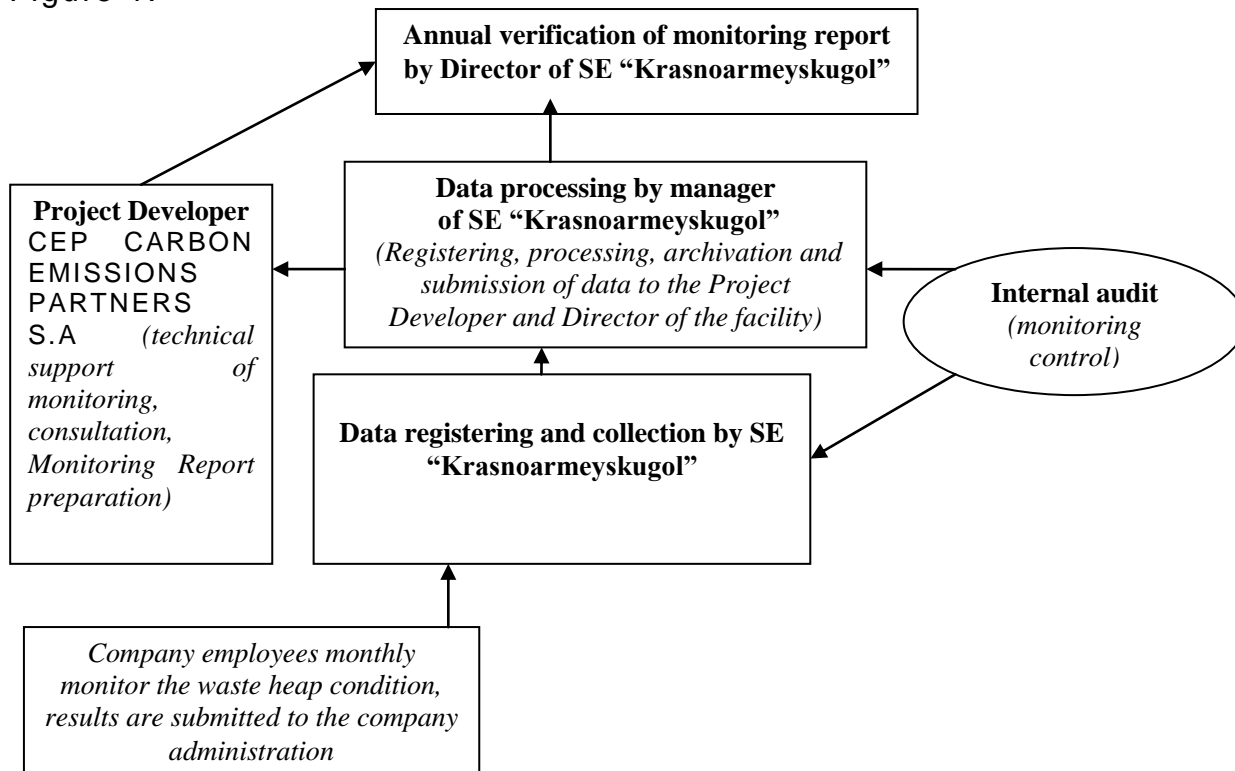 Annual verification of monitoring report
by Director of SE “Krasnoarmeyskugol”
Data processing by manager
of SE “Krasnoarmeyskugol”
(Registering, processing, archivation and
submission of data to the Project
Developer and Director of the facility)
Project Developer
CEP CARBON
EMISSIONS
PARTNERS
S.A (technical
support of
monitoring,
consultation,
Monitoring Report
preparation)
Internal audit
(monitoring
control)
Data registering and collection by SE
“Krasnoarmeyskugol”
Company employees monthly
monitor the waste heap condition,
results are submitted to the company
administration